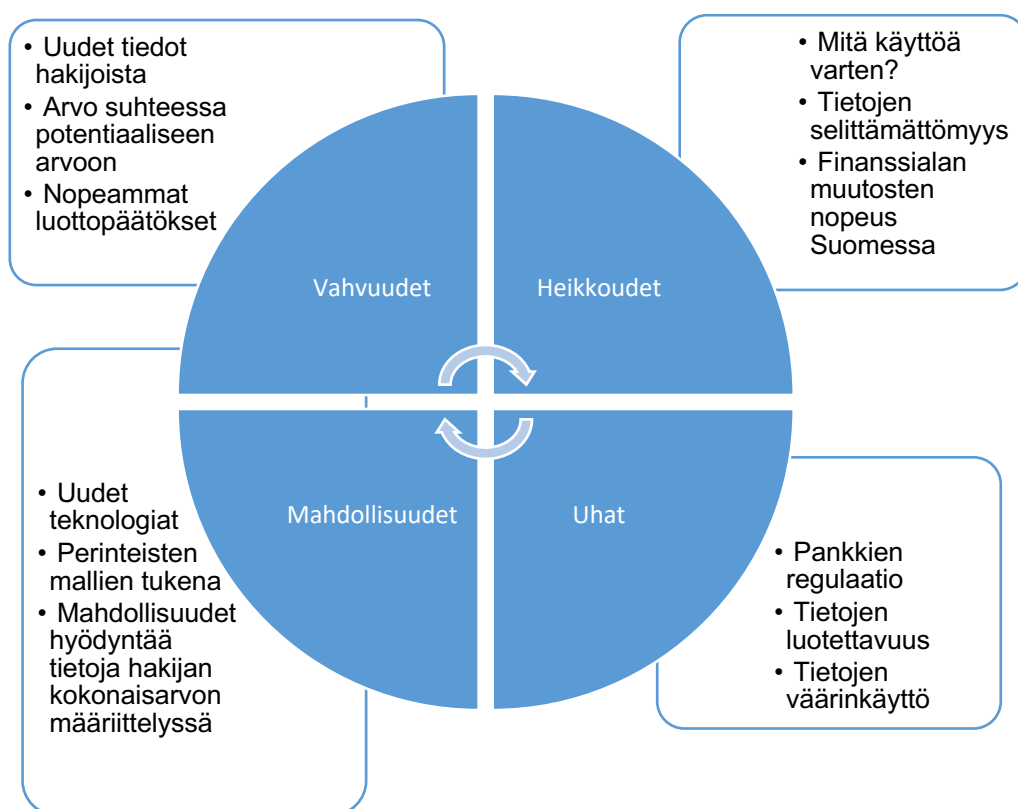 • Uudet tiedot
hakijoista
• Arvo suhteessa
potentiaaliseen
arvoon
• Nopeammat
luottopäätökset
• Mitä käyttöä
varten?
• Tietojen
selittämättömyys
• Finanssialan
muutosten
nopeus
Suomessa
Vahvuudet
Heikkoudet
Mahdollisuudet
Uhat
• Uudet
teknologiat
• Perinteisten
mallien tukena
• Mahdollisuudet
hyödyntää
tietoja hakijan
kokonaisarvon
määriittelyssä
• Pankkien
regulaatio
• Tietojen
luotettavuus
• Tietojen
väärinkäyttö